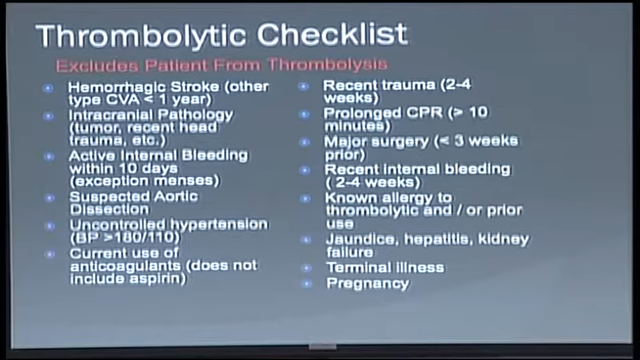 Thrombolytic Checklist
Excludes Patient From Thrombolysis
Hemorrhagic Stroke (other
type CVA < 1 year)
Intracranial Pathology
(tumor, recent head
trauma, etc.)
Active Internal Bleeding
within 10 days
(exception menses)
Suspected Aortic
Dissection
Uncontrolled hypertension
(BP >180/110)
Current use of
anticoagulants (does not
include aspirin)
Recent trauma (2-4
weeks)
Prolonged CPR (> 10
minutes)
Major surgery (< 3 weeks
prior)
Recent internal bleeding
( 2-4 weeks)
Known allergy to
thrombolytic and / or prior
use
Jaundice, hepatitis, kidney
failure
Terminal illness
Pregnancy